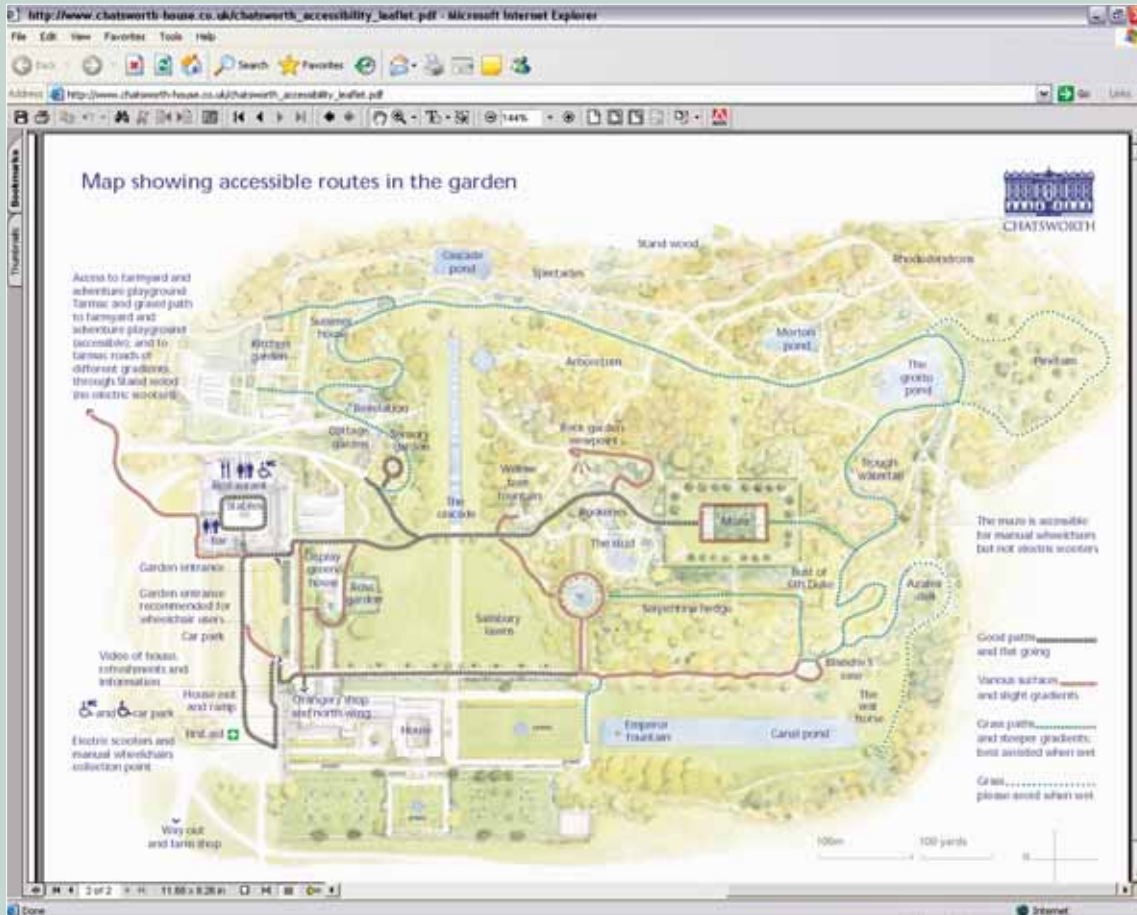 http://www.chatsworth-house.co.uk/chatsworth_accessibility_leaflet.pdf - Microsoft Internet Explorer
File Edit View Favorites Tools Help
Back Search Favorites
Address http://www.chatsworth-house.co.uk/chatsworth_accessibility_leaflet.pdf Go Links
144%
Bookmarks
Thumbnails
Map showing accessible routes in the garden
CHATSWORTH
Access to farmyard and
adventure playground
Tarmac and gravel path
to farmyard and
adventure playground
(accessible), and to
tarmac roads of
different gradients
through Stand wood
(no electric scooters)
Stand wood
Cascade
pond
Spectacles
Rhododendrons
Summer
house
Kitchen
garden
Arboretum
Morton
pond
The
grotto
pond
Pinetum
Revelation
Cottage
garden
Sensory
garden
Rock garden
viewpoint
Willow
tree
fountain
Trough
waterfall
Restaurant
Stables
Bar
The
cascade
Rockeries
Maze
The strid
The maze is accessible
for manual wheelchairs
but not electric scooters
Garden entrance
Display
green
house
Rose
garden
Bust of
6th Duke
Azalea
dell
Garden entrance
recommended for
wheelchair users
Salisbury
lawns
Serpentine hedge
Car park
Good paths
and flat going
Video of house,
refreshments and
information
Blanche's
vase
Various surfaces
and slight gradients
House exit
and ramp
Orangery shop
and north wing
House
The
and car park
First aid
Emperor
fountain
Canal pond
Grass paths
and steeper gradients;
best avoided when wet
Electric scooters and
manual wheelchairs
collection point
Grass
please avoid when wet
Way out
and farm shop
100m 100 yards
N
2 of 2 11.68 x 8.26 in
Done Internet